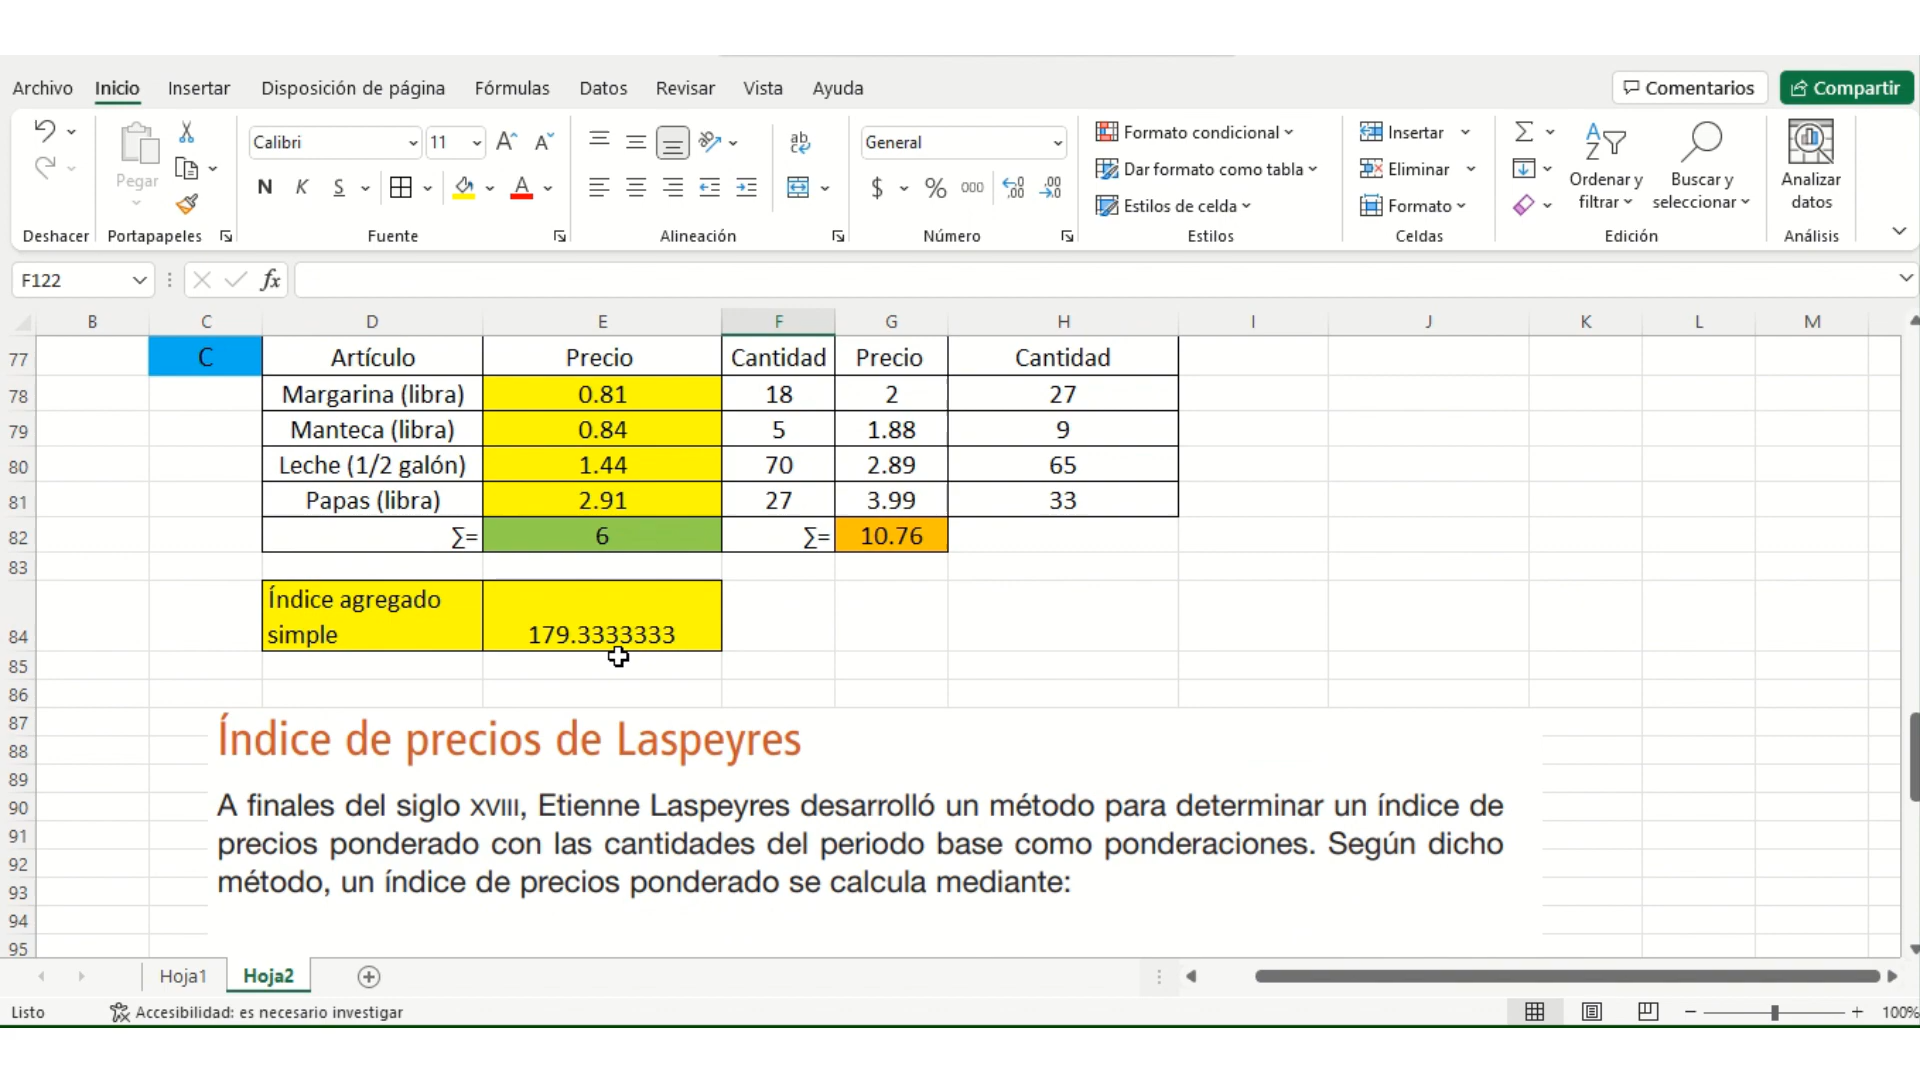 Archivo Inicio Insertar Disposición de página Fórmulas Datos Revisar Vista Ayuda Comentarios Compartir
Calibri 11 General Formato condicional Insertar
Pegar Dar formato como tabla Eliminar Ordenar y filtrar Buscar y seleccionar Analizar datos
N K S $ % 000 Estilos de celda Formato
Deshacer Portapapeles Fuente Alineación Número Estilos Celdas Edición Análisis
F122 fx
B C D E F G H I J K L M
77 C Artículo Precio Cantidad Precio Cantidad
78 Margarina (libra) 0.81 18 2 27
79 Manteca (libra) 0.84 5 1.88 9
80 Leche (1/2 galón) 1.44 70 2.89 65
81 Papas (libra) 2.91 27 3.99 33
82 ∑= 6 ∑= 10.76
83
Índice agregado
84 simple 179.3333333
85
86
87
Índice de precios de Laspeyres
88
89
90 A finales del siglo XVIII, Etienne Laspeyres desarrolló un método para determinar un índice de
91 precios ponderado con las cantidades del periodo base como ponderaciones. Según dicho
92
93 método, un índice de precios ponderado se calcula mediante:
94
95
Hoja1 Hoja2
Listo Accesibilidad: es necesario investigar 100%